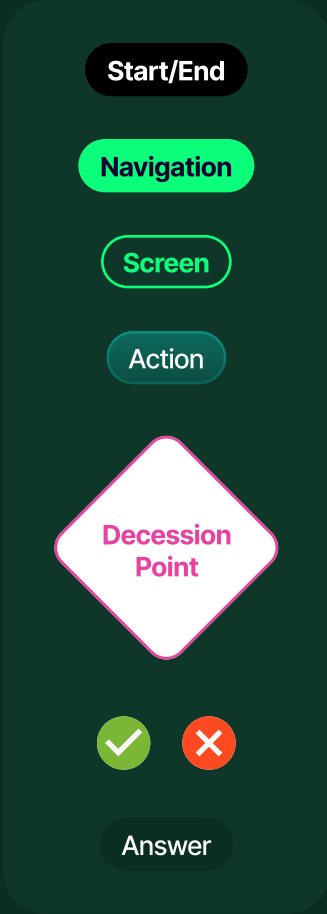 Start/End
Navigation
Screen
Action
Decession
Point
Answer